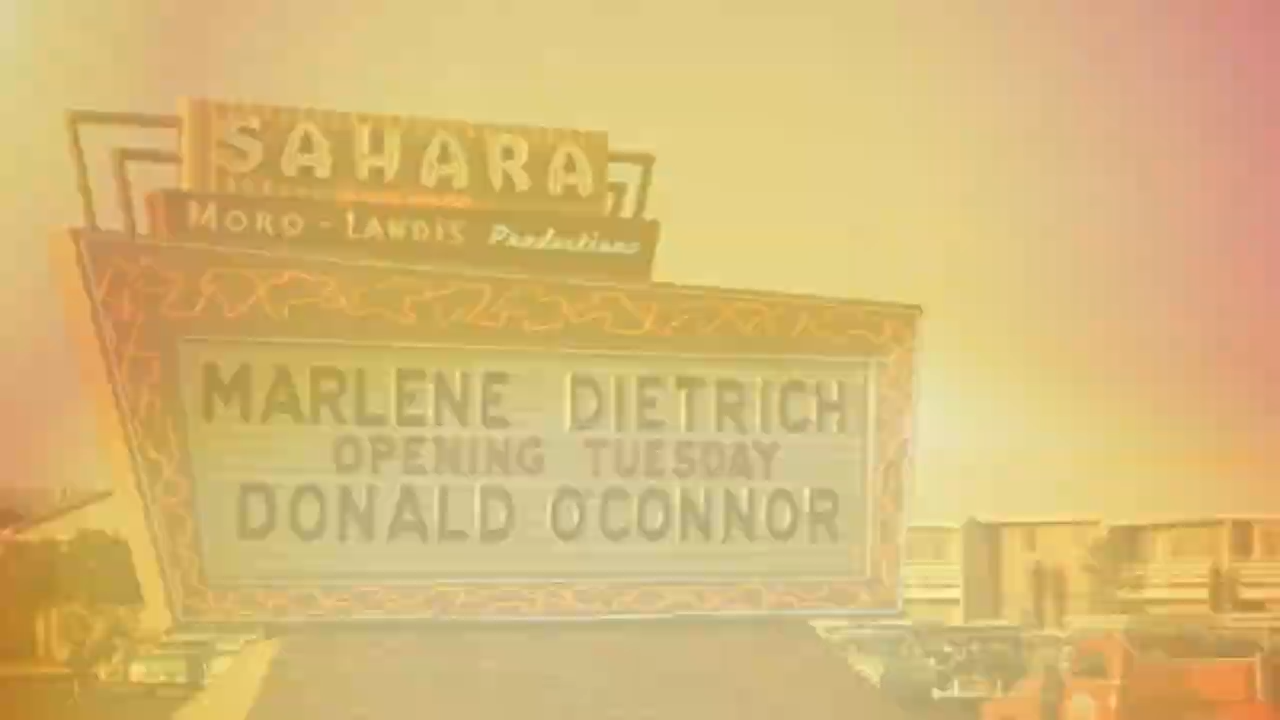 SAHARA
MORO - LANDIS Productions
MARLENE DIETRICH
OPENING TUESDAY
DONALD O'CONNOR